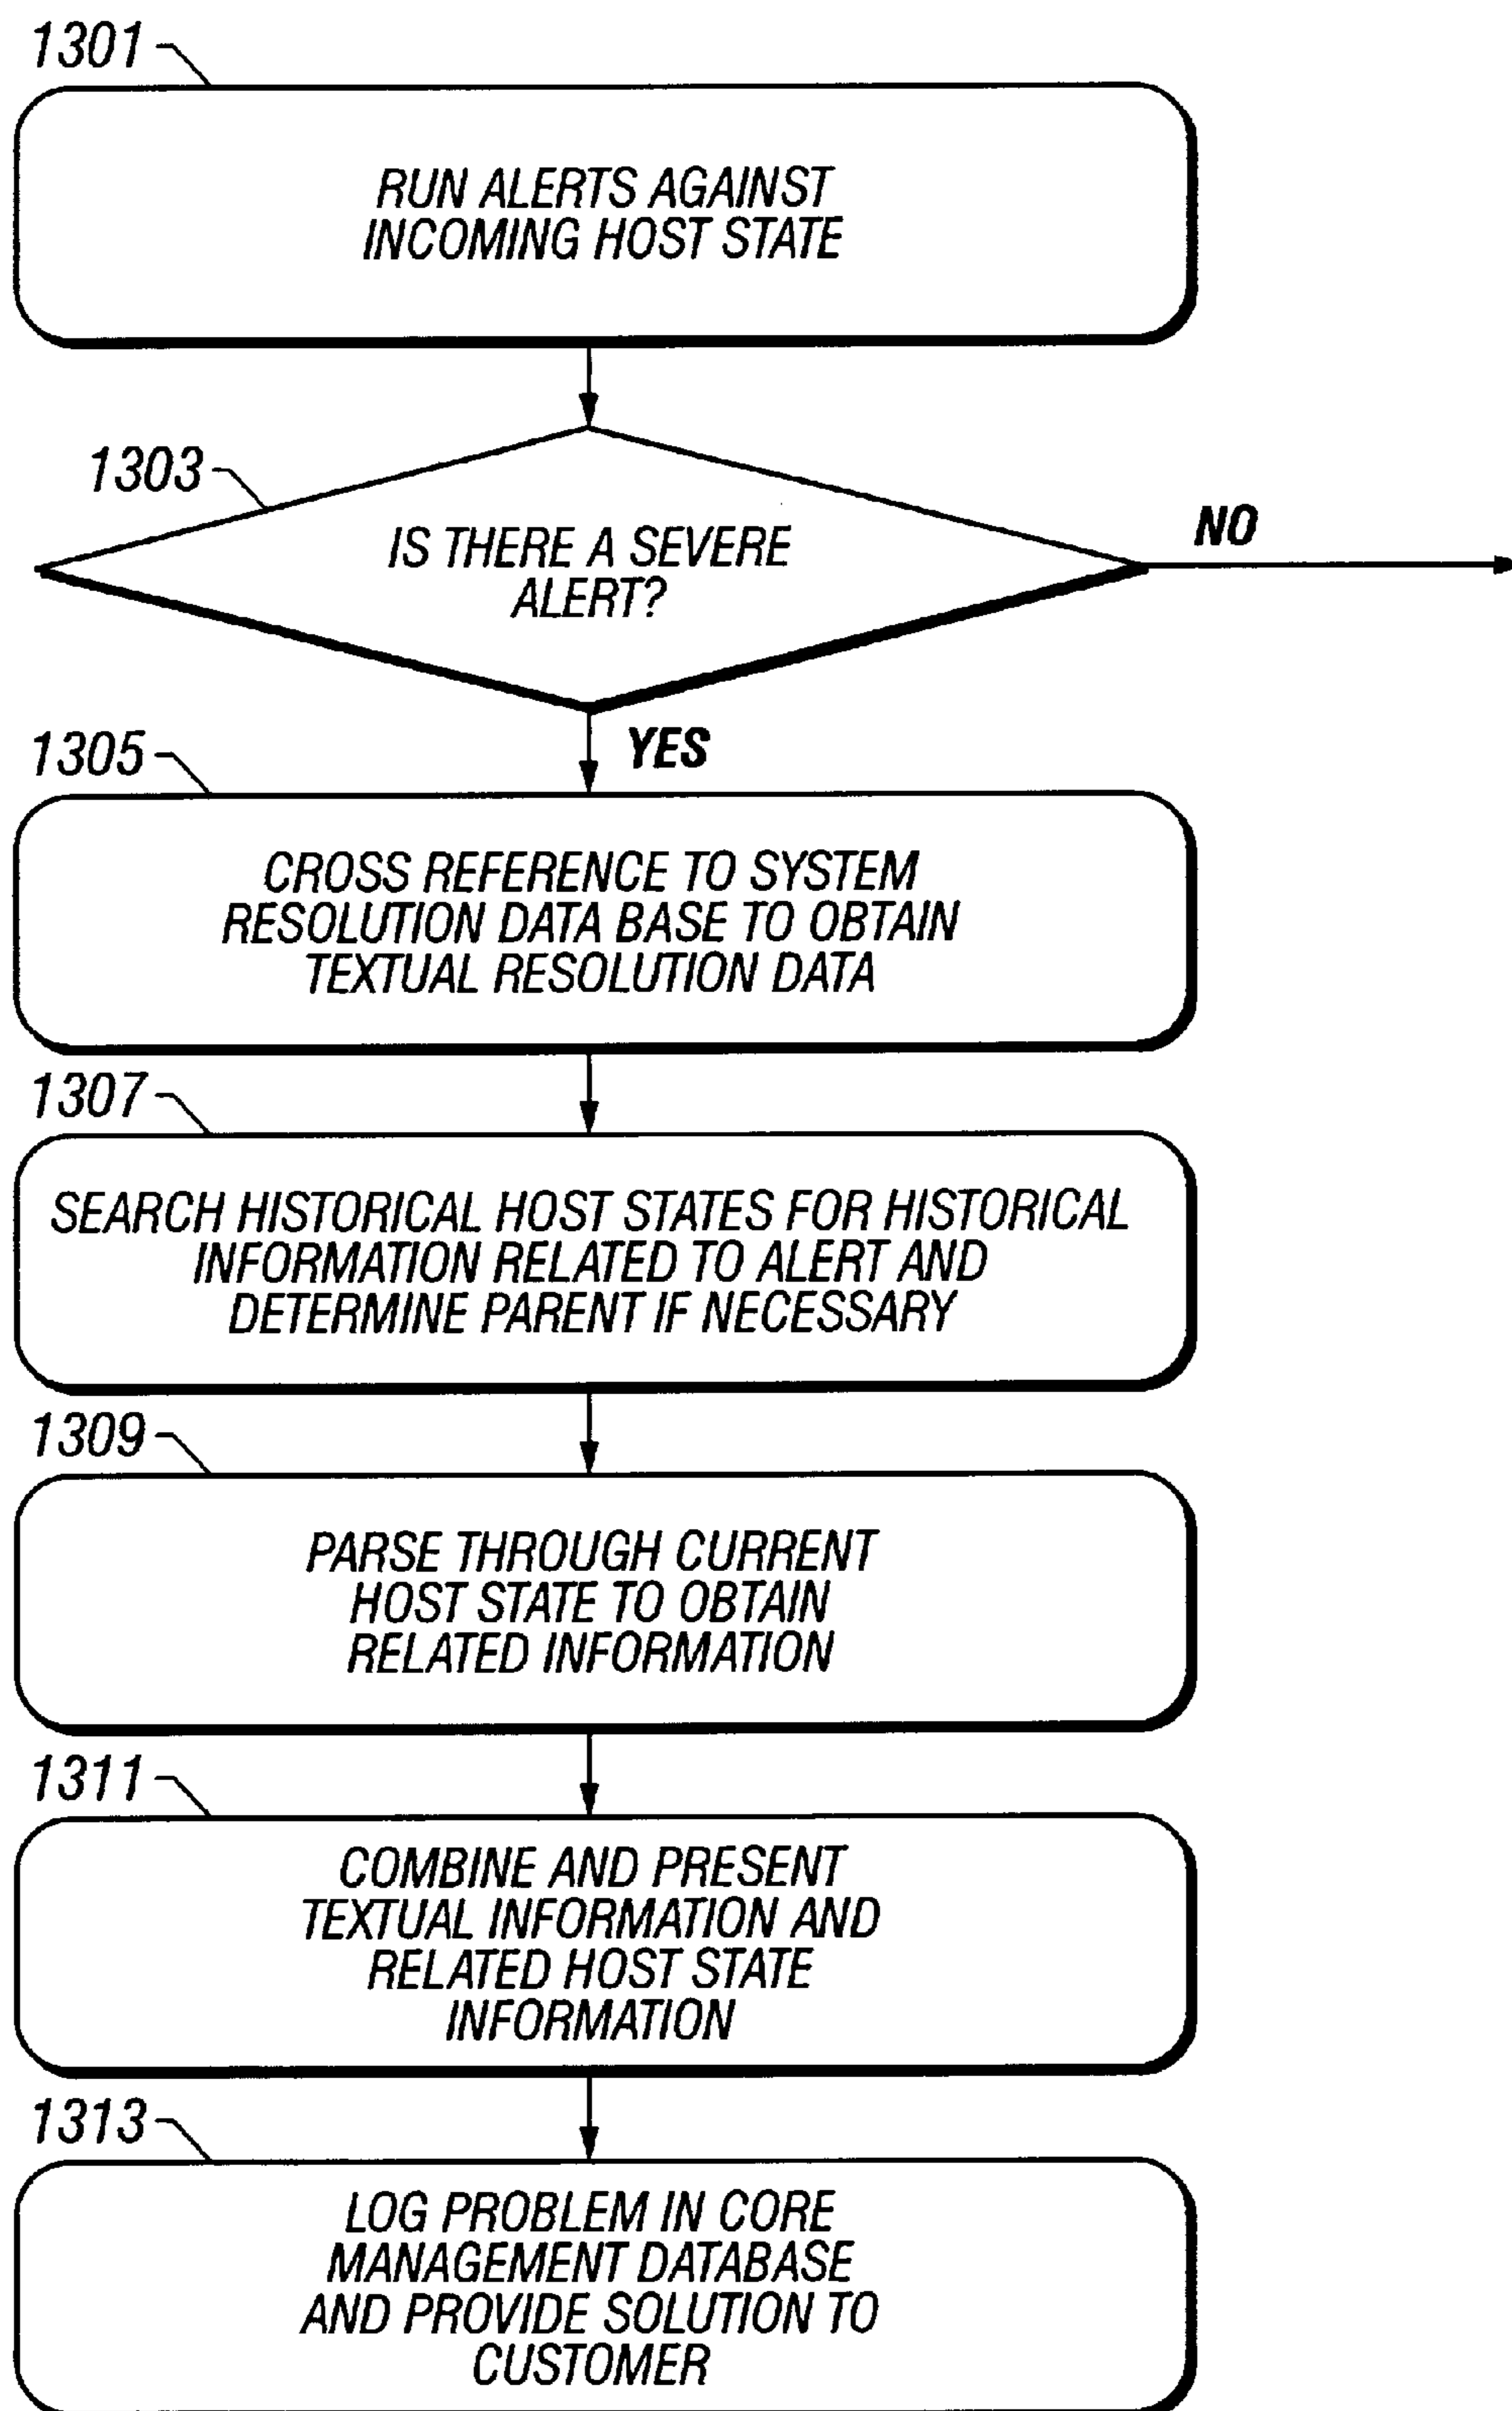 1301
RUN ALERTS AGAINST
INCOMING HOST STATE
1303
IS THERE A SEVERE
ALERT?
NO
YES
1305
CROSS REFERENCE TO SYSTEM
RESOLUTION DATA BASE TO OBTAIN
TEXTUAL RESOLUTION DATA
1307
SEARCH HISTORICAL HOST STATES FOR HISTORICAL
INFORMATION RELATED TO ALERT AND
DETERMINE PARENT IF NECESSARY
1309
PARSE THROUGH CURRENT
HOST STATE TO OBTAIN
RELATED INFORMATION
1311
COMBINE AND PRESENT
TEXTUAL INFORMATION AND
RELATED HOST STATE
INFORMATION
1313
LOG PROBLEM IN CORE
MANAGEMENT DATABASE
AND PROVIDE SOLUTION TO
CUSTOMER